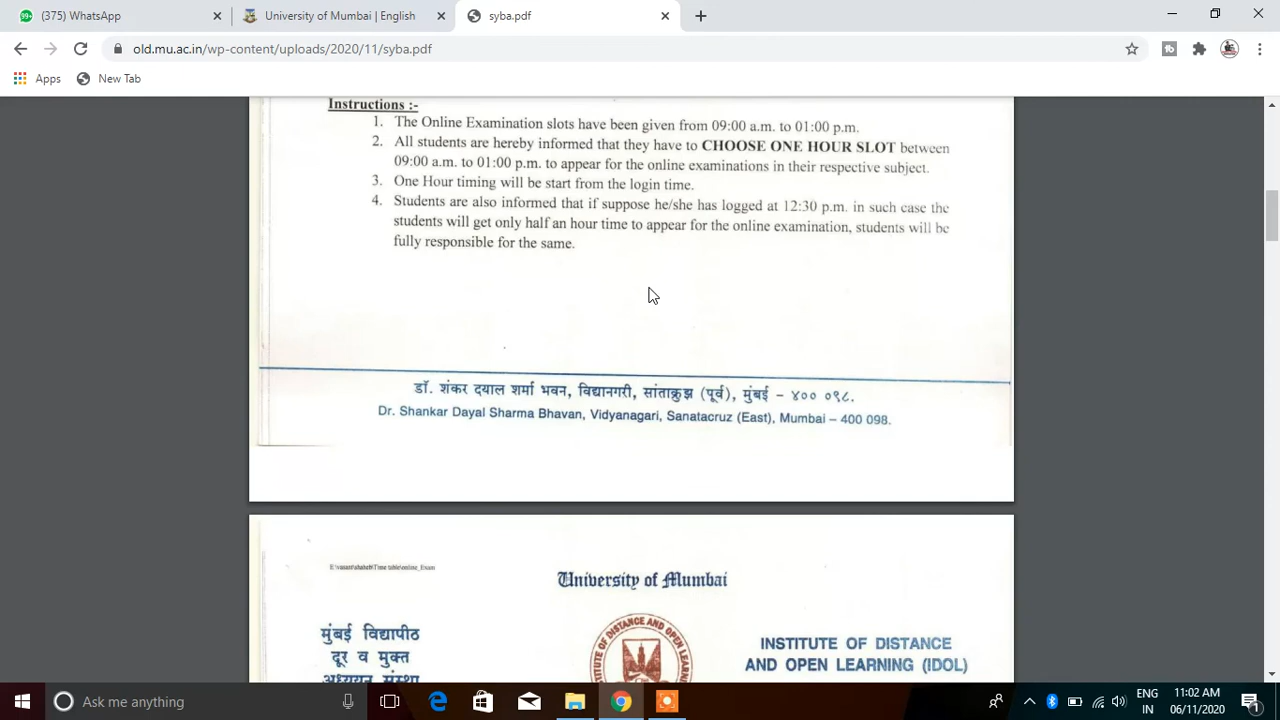 (375) WhatsApp
University of Mumbai | English
syba.pdf
old.mu.ac.in/wp-content/uploads/2020/11/syba.pdf
Apps
New Tab
Instructions :-
1. The Online Examination slots have been given from 09:00 a.m. to 01:00 p.m.
2. All students are hereby informed that they have to CHOOSE ONE HOUR SLOT between
09:00 a.m. to 01:00 p.m. to appear for the online examinations in their respective subject.
3. One Hour timing will be start from the login time.
4. Students are also informed that if suppose he/she has logged at 12:30 p.m. in such case the
students will get only half an hour time to appear for the online examination, students will be
fully responsible for the same.
डॉ. शंकर दयाल शर्मा भवन, विद्यानगरी, सांताक्रुझ (पूर्व), मुंबई – ४०० ०९८.
Dr. Shankar Dayal Sharma Bhavan, Vidyanagari, Sanatacruz (East), Mumbai – 400 098.
University of Mumbai
मुंबई विद्यापीठ
दूर व मुक्त
अध्ययन संस्था
INSTITUTE OF DISTANCE
AND OPEN LEARNING (IDOL)
Ask me anything
ENG
IN
11:02 AM
06/11/2020